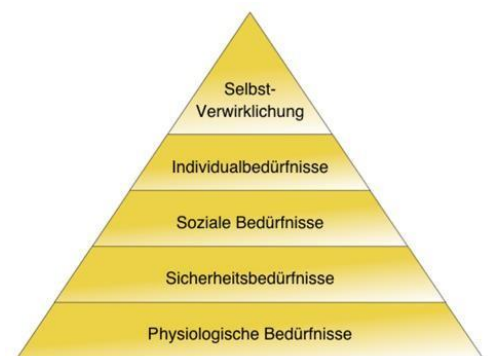 Selbst-
Verwirklichung
Individualbedürfnisse
Soziale Bedürfnisse
Sicherheitsbedürfnisse
Physiologische Bedürfnisse